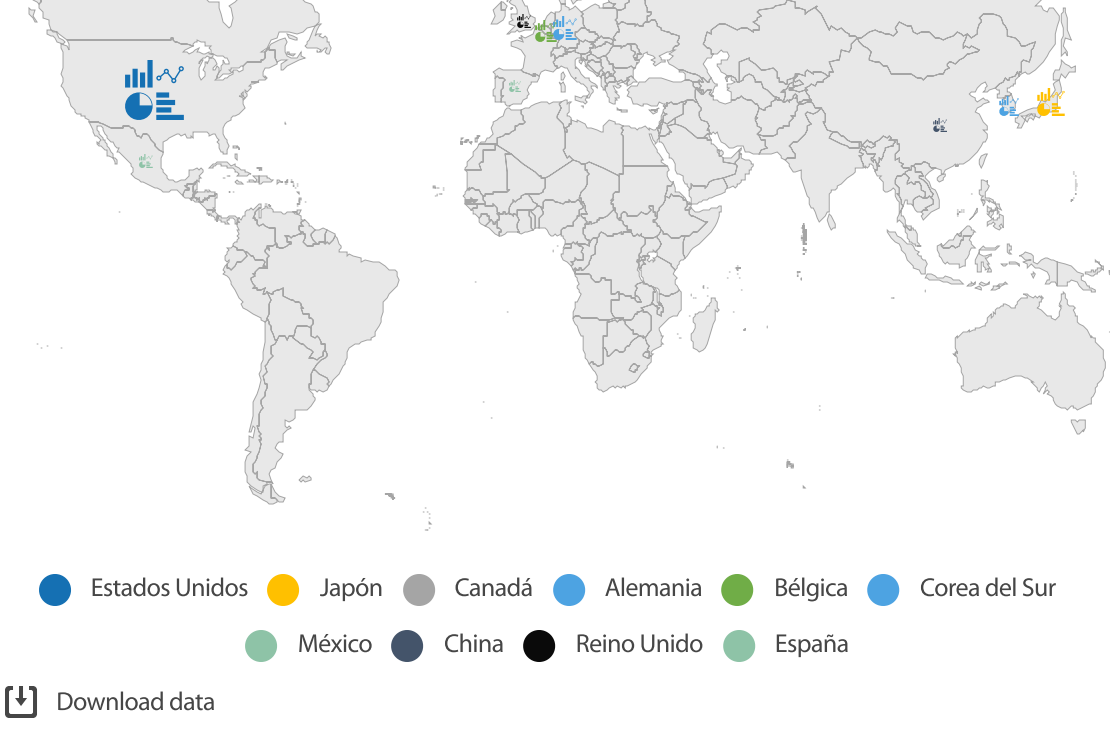 Estados Unidos Japón Canadá Alemania Bélgica Corea del Sur
México China Reino Unido España
Download data